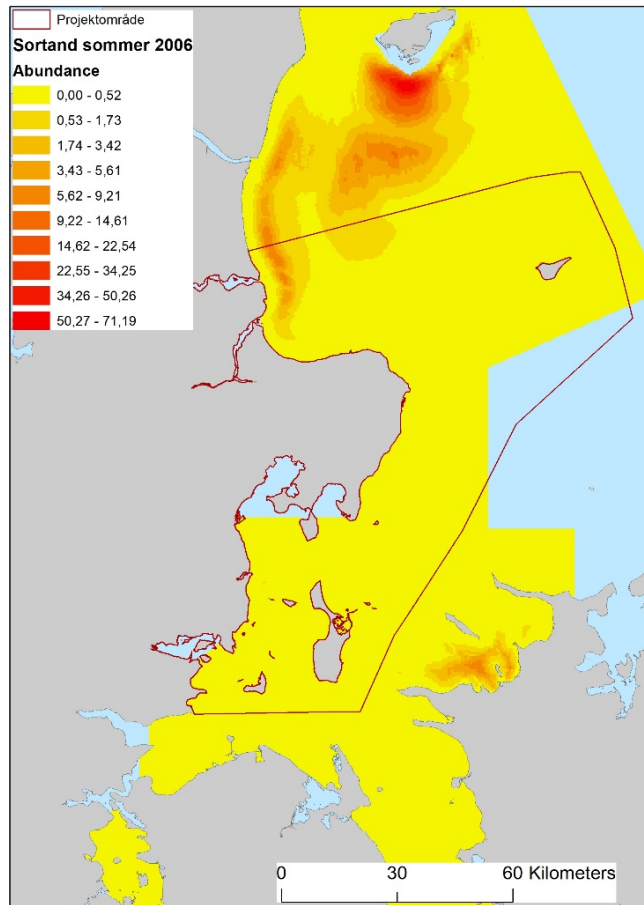 Projektområde
Sortand sommer 2006
Abundance
0,00 - 0,52
0,53 - 1,73
1,74 - 3,42
3,43 - 5,61
5,62 - 9,21
9,22 - 14,61
14,62 - 22,54
22,55 - 34,25
34,26 - 50,26
50,27 - 71,19
0 30 60 Kilometers